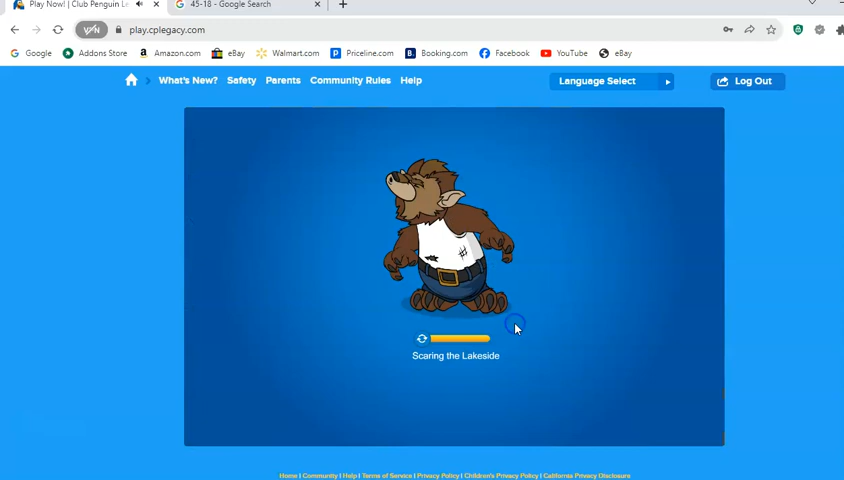 Play Now! | Club Penguin Le
45-18 - Google Search
VPN
play.cplegacy.com
Google
Addons Store
Amazon.com
eBay
Walmart.com
Priceline.com
Booking.com
Facebook
YouTube
eBay
What's New?
Safety
Parents
Community Rules
Help
Language Select
Log Out
Scaring the Lakeside
Home | Community | Help | Terms of Service | Privacy Policy | Children's Privacy Policy | California Privacy Disclosure